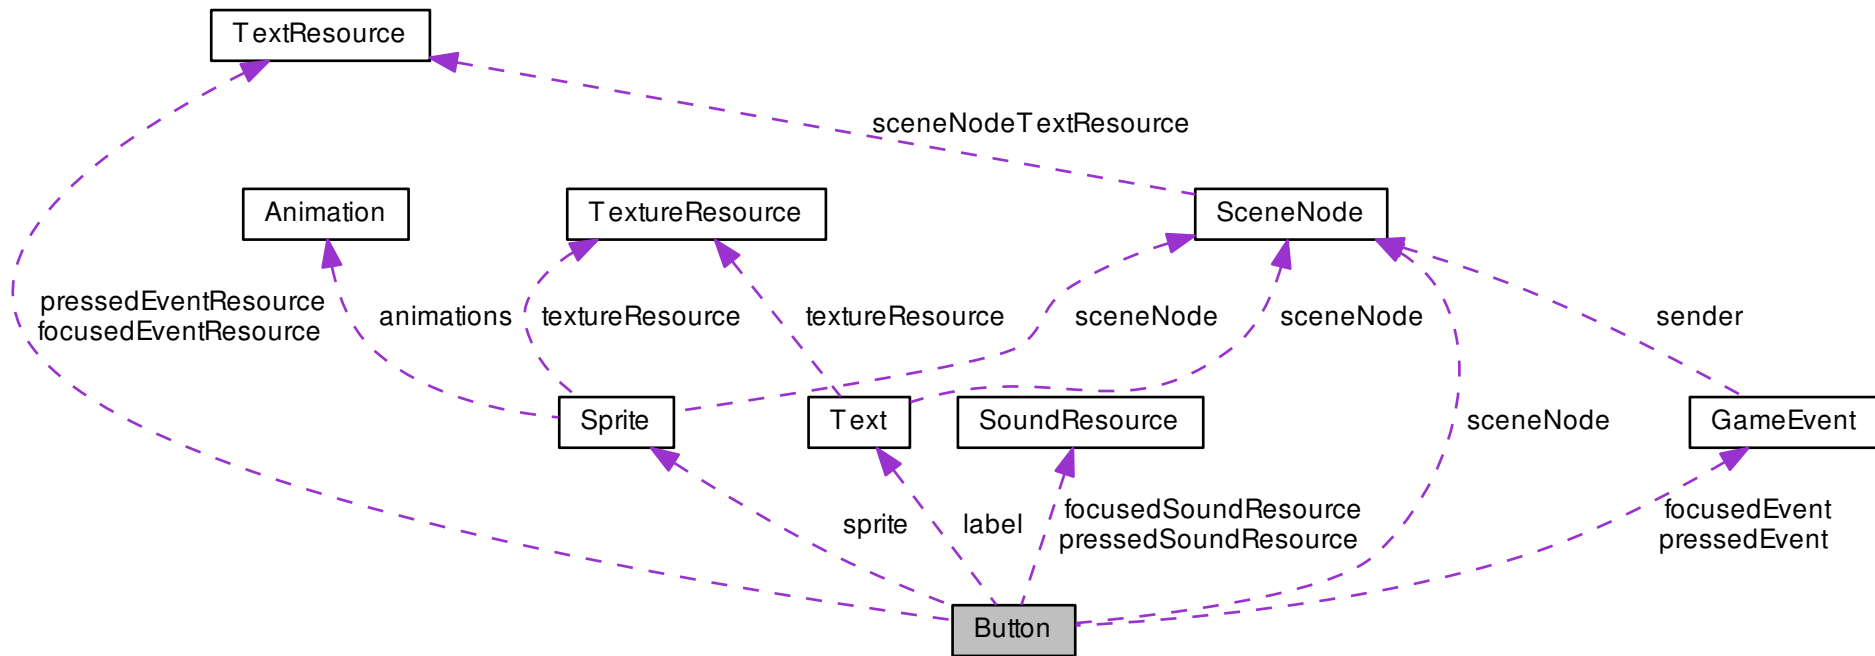 TextResource
sceneNodeTextResource
Animation
TextureResource
SceneNode
pressedEventResource
focusedEventResource
animations
textureResource
textureResource
sceneNode
sceneNode
sender
Sprite
Text
SoundResource
sceneNode
GameEvent
sprite
label
focusedSoundResource
pressedSoundResource
focusedEvent
pressedEvent
Button